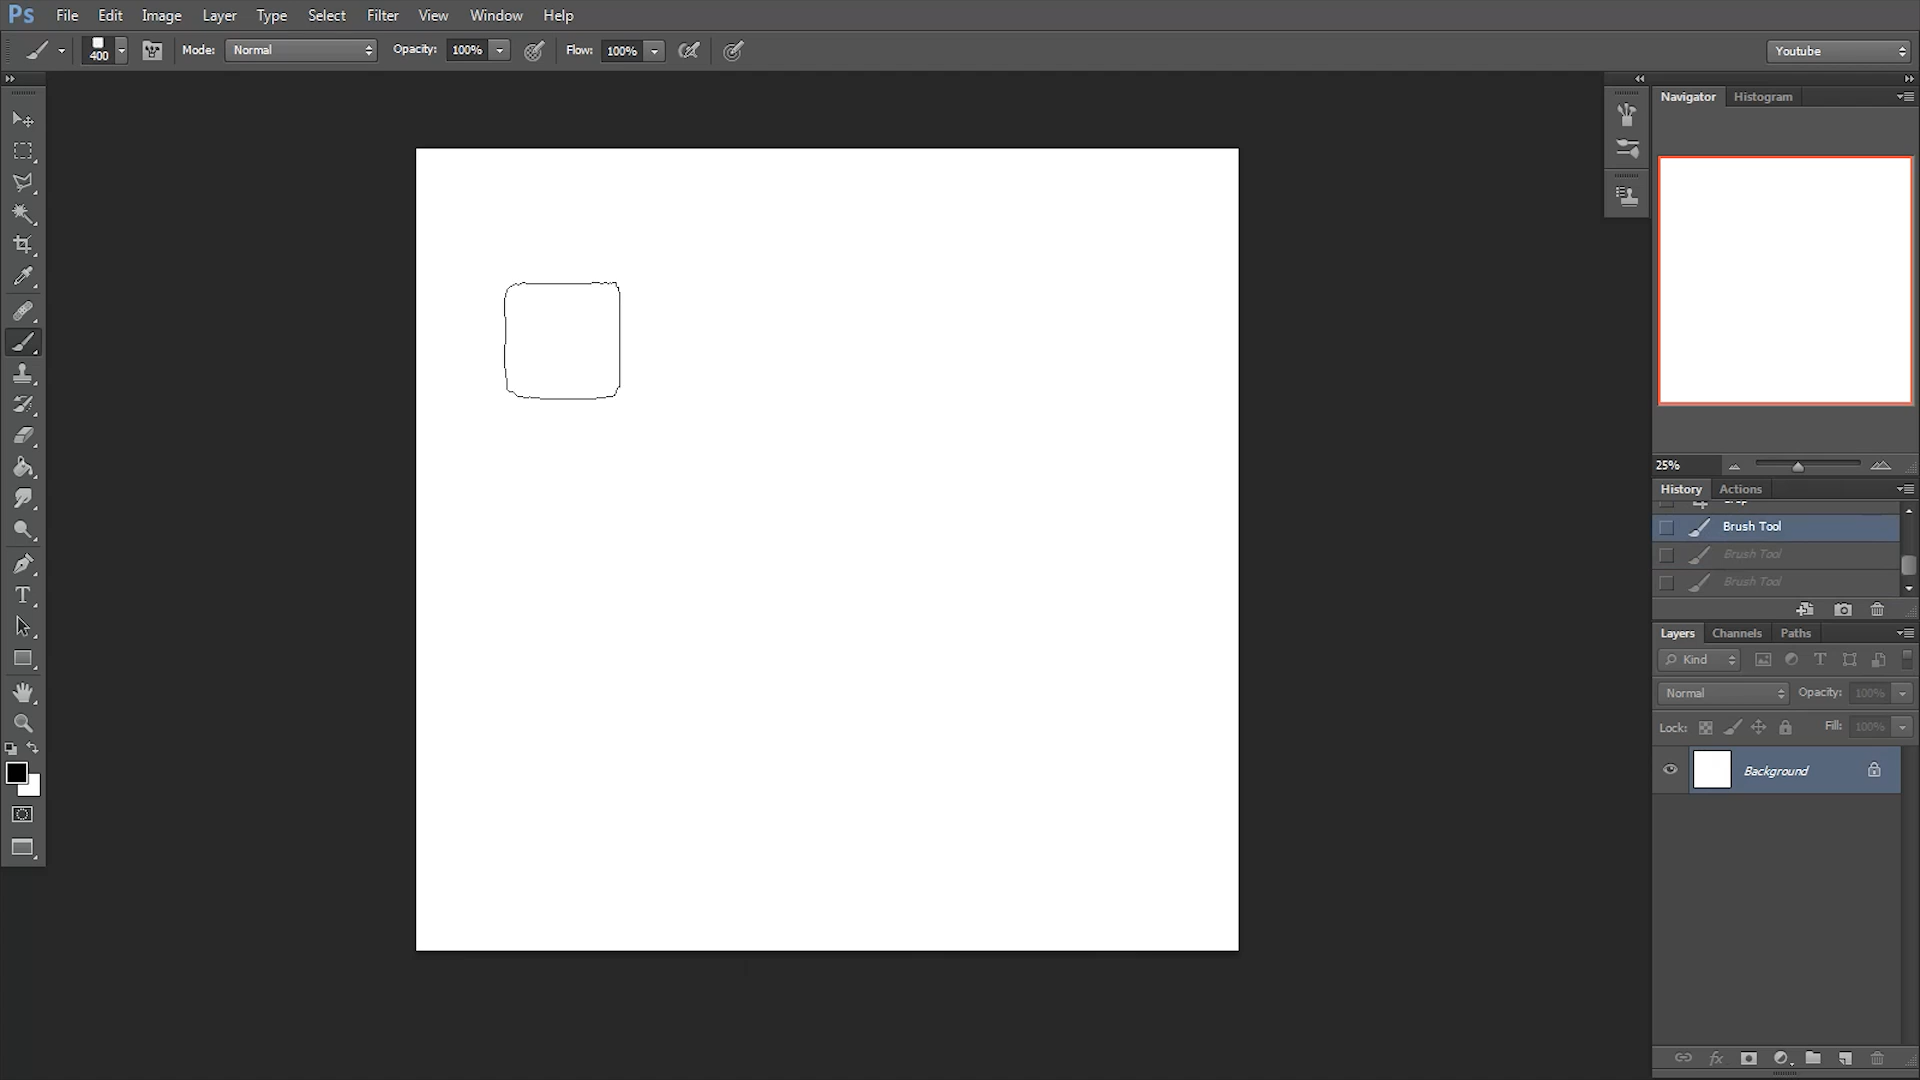 Ps File Edit Image Layer Type Select Filter View Window Help
400 Mode: Normal Opacity: 100% Flow: 100% Youtube
Navigator Histogram
25%
History Actions
Brush Tool
Brush Tool
Brush Tool
Layers Channels Paths
Kind T
Normal Opacity: 100%
Lock: Fill: 100%
Background
fx
T